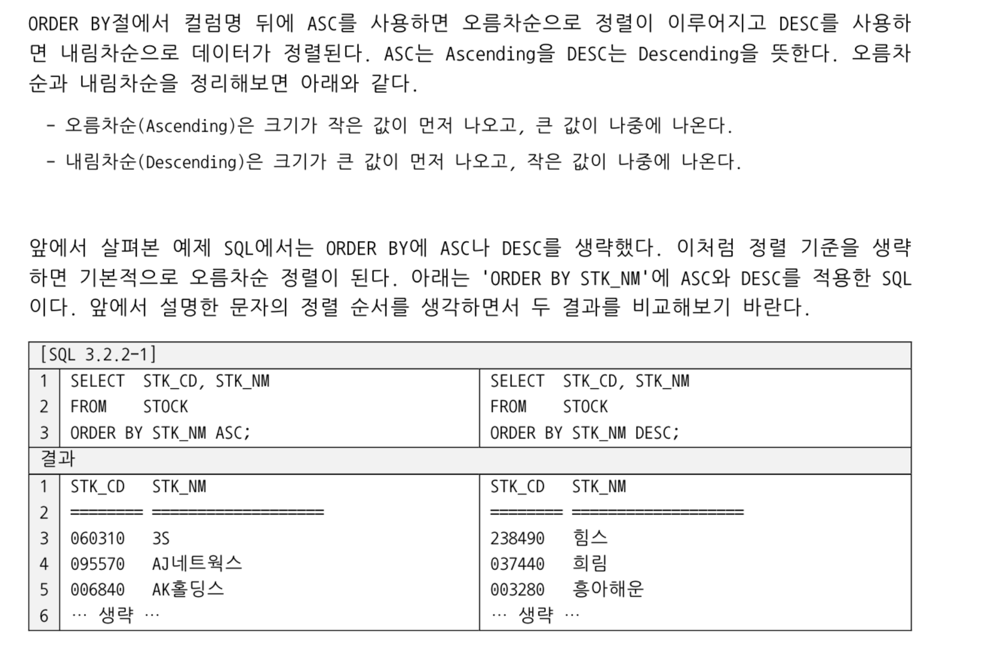 ORDER BY절에서 컬럼명 뒤에 ASC를 사용하면 오름차순으로 정렬이 이루어지고 DESC를 사용하
면 내림차순으로 데이터가 정렬된다. ASC는 Ascending을 DESC는 Descending을 뜻한다. 오름차
순과 내림차순을 정리해보면 아래와 같다.
- 오름차순(Ascending)은 크기가 작은 값이 먼저 나오고, 큰 값이 나중에 나온다.
- 내림차순(Descending)은 크기가 큰 값이 먼저 나오고, 작은 값이 나중에 나온다.
앞에서 살펴본 예제 SQL에서는 ORDER BY에 ASC나 DESC를 생략했다. 이처럼 정렬 기준을 생략
하면 기본적으로 오름차순 정렬이 된다. 아래는 'ORDER BY STK_NM'에 ASC와 DESC를 적용한 SQL
이다. 앞에서 설명한 문자의 정렬 순서를 생각하면서 두 결과를 비교해보기 바란다.
[SQL 3.2.2-1]
1 SELECT  STK_CD, STK_NM SELECT  STK_CD, STK_NM
2 FROM    STOCK FROM    STOCK
3 ORDER BY STK_NM ASC; ORDER BY STK_NM DESC;
결과
1 STK_CD   STK_NM STK_CD   STK_NM
2 ======== =================== ======== ===================
3 060310   3S 238490   힘스
4 095570   AJ네트웍스 037440   희림
5 006840   AK홀딩스 003280   흥아해운
6 … 생략 … … 생략 …